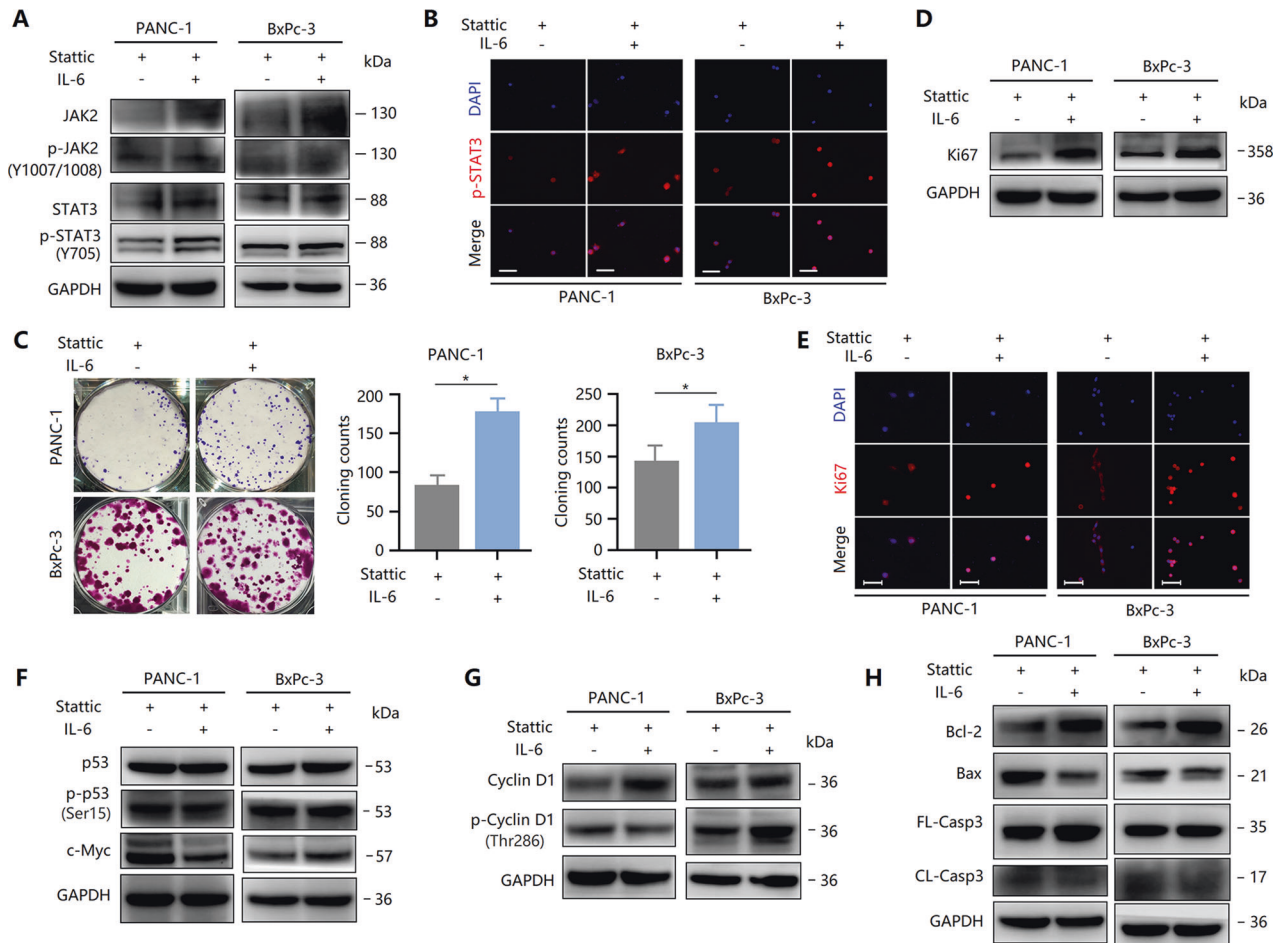 A
PANC-1 BxPc-3
Stattic + + + + kDa
IL-6 - + - +
JAK2 – 130
p-JAK2 – 130
(Y1007/1008)
STAT3 – 88
p-STAT3 – 88
(Y705)
GAPDH – 36
B
Stattic + + + +
IL-6 - + - +
DAPI
p-STAT3
Merge
PANC-1 BxPc-3
D
PANC-1 BxPc-3
Stattic + + + + kDa
IL-6 - + - +
Ki67 –358
GAPDH – 36
C
Stattic + +
IL-6 - +
PANC-1
BxPc-3
PANC-1
Cloning counts
200
150
100
50
0
Stattic + +
IL-6 - +
*
BxPc-3
Cloning counts
250
200
150
100
50
0
Stattic + +
IL-6 - +
*
E
Stattic + + + +
IL-6 - + - +
DAPI
Ki67
Merge
PANC-1 BxPc-3
F
PANC-1 BxPc-3
Stattic + + + + kDa
IL-6 - + - +
p53 –53
p-p53 – 53
(Ser15)
c-Myc –57
GAPDH – 36
G
PANC-1 BxPc-3
Stattic + + + + kDa
IL-6 - + - +
Cyclin D1 – 36
p-Cyclin D1 – 36
(Thr286)
GAPDH – 36
H
PANC-1 BxPc-3
Stattic + + + + kDa
IL-6 - + - +
Bcl-2 – 26
Bax – 21
FL-Casp3 – 35
CL-Casp3 – 17
GAPDH – 36